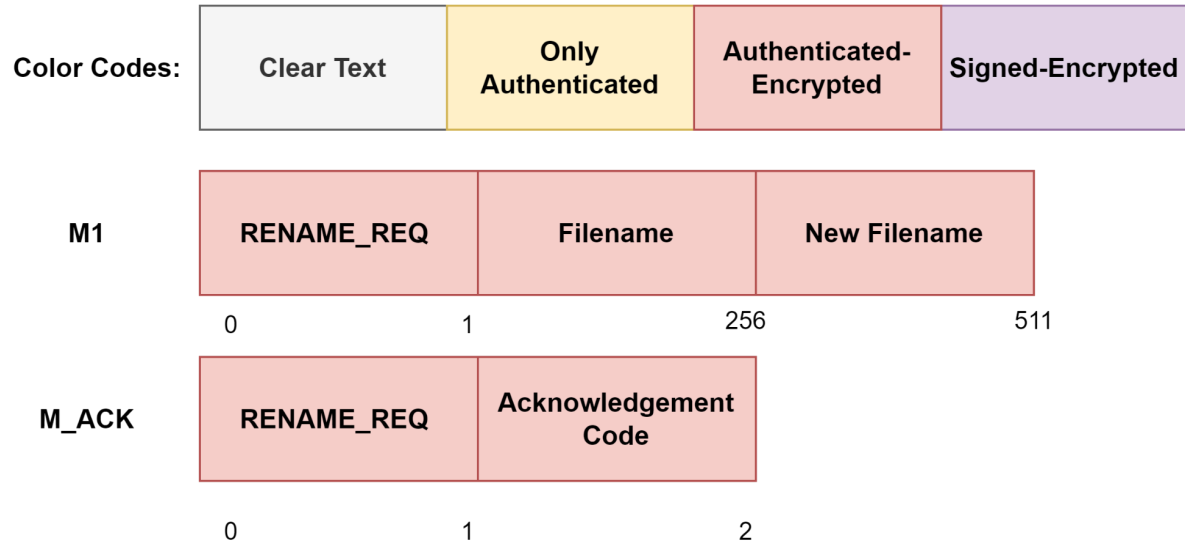 Color Codes:
Clear Text
Only
Authenticated
Authenticated-
Encrypted
Signed-Encrypted
M1
RENAME_REQ
Filename
New Filename
0
1
256
511
M_ACK
RENAME_REQ
Acknowledgement
Code
0
1
2